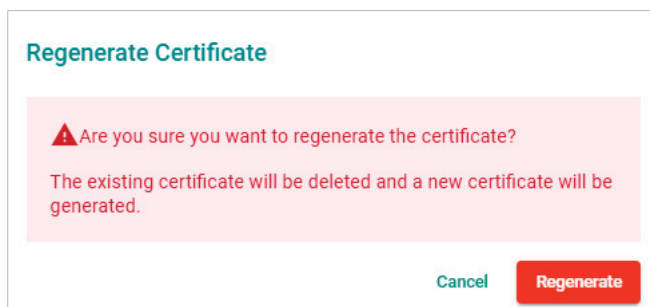 Regenerate Certificate
Are you sure you want to regenerate the certificate?
The existing certificate will be deleted and a new certificate will be
generated.
Cancel Regenerate